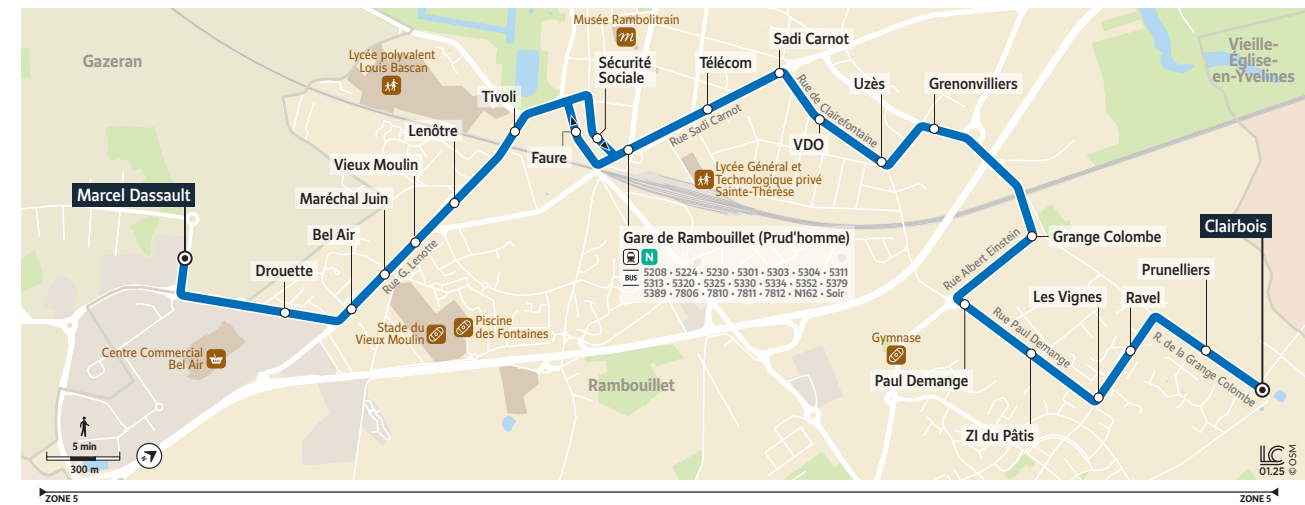 Gazeran
Lycée polyvalent
Louis Bascan
Musée Rambolitrain
m
Sécurité
Sociale
Télécom
Sadi Carnot
Vieille-
Église-
en-Yvelines
Tivoli
Uzès
Grenonvilliers
Lenôtre
Rue Sadi Carnot
Rue de Clairefontaine
Faure
VDO
Vieux Moulin
Lycée Général et
Technologique privé
Sainte-Thérèse
Marcel Dassault
Maréchal Juin
Bel Air
Gare de Rambouillet (Prud'homme)
N
BUS
5208 • 5224 • 5230 • 5301 • 5303 • 5304 • 5311
5313 • 5320 • 5325 • 5330 • 5334 • 5352 • 5379
5389 • 7806 • 7810 • 7811 • 7812 • N162 • Soir
Grange Colombe
Clairbois
Drouette
Rue G. Lenotre
Rue Albert Einstein
Prunelliers
Les Vignes
Ravel
Stade du
Vieux Moulin
Piscine
des Fontaines
Rue Paul Demange
R. de la Grange Colombe
Centre Commercial
Bel Air
Gymnase
Rambouillet
Paul Demange
ZI du Pâtis
5 min
300 m
LC
01.25
© OSM
ZONE 5
ZONE 5